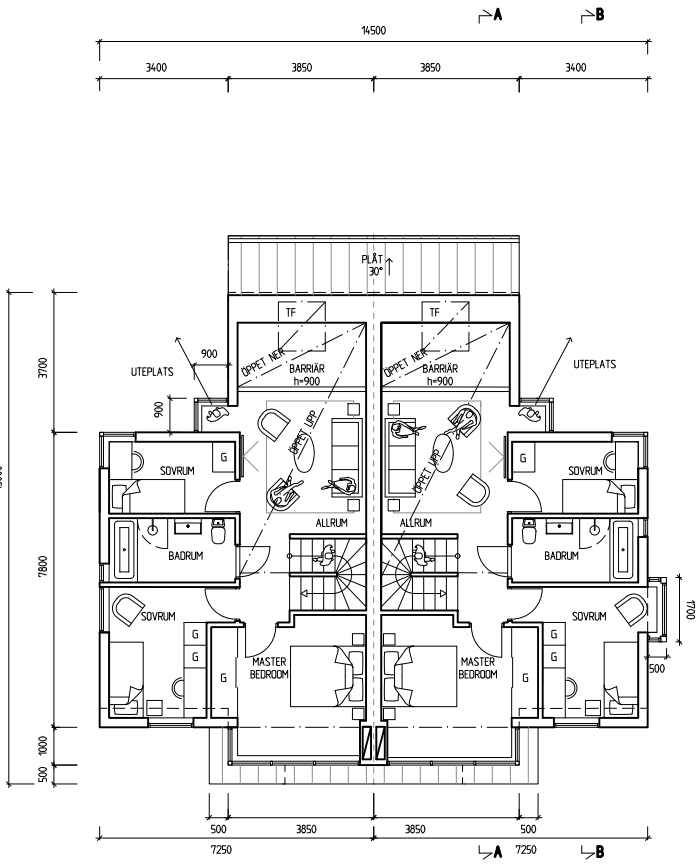 A B
14500
3400 3850 3850 3400
PLÅT
30°
TF TF
900
3700
ÖPPET NER ÖPPET NER
UTEPLATS BARRIÄR BARRIÄR UTEPLATS
h=900 h=900
900
ÖPPET UPP ÖPPET UPP
G G
SOVRUM SOVRUM
ALLRUM ALLRUM
7800
BADRUM BADRUM
1700
SOVRUM SOVRUM
G G
G G
MASTER MASTER
BEDROOM BEDROOM
G G
500
1000
500
500 3850 3850 500
7250 A 7250 B